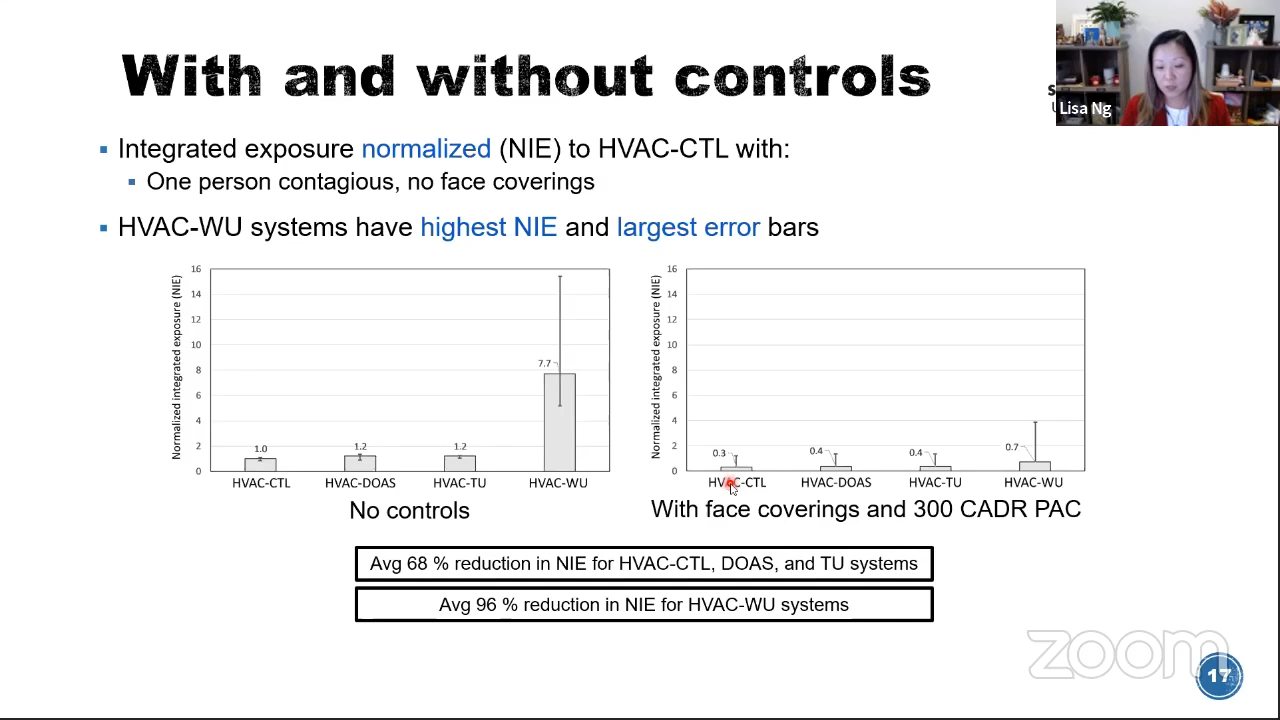 With and without controls
Lisa Ng
Integrated exposure normalized (NIE) to HVAC-CTL with:
One person contagious, no face coverings
HVAC-WU systems have highest NIE and largest error bars
Normalized integrated exposure (NIE)
16
14
12
10
8
6
4
2
0
1.0
1.2
1.2
7.7
HVAC-CTL
HVAC-DOAS
HVAC-TU
HVAC-WU
No controls
Normalized integrated exposure (NIE)
16
14
12
10
8
6
4
2
0
0.3
0.4
0.4
0.7
HVAC-CTL
HVAC-DOAS
HVAC-TU
HVAC-WU
With face coverings and 300 CADR PAC
Avg 68 % reduction in NIE for HVAC-CTL, DOAS, and TU systems
Avg 96 % reduction in NIE for HVAC-WU systems
zoom
17